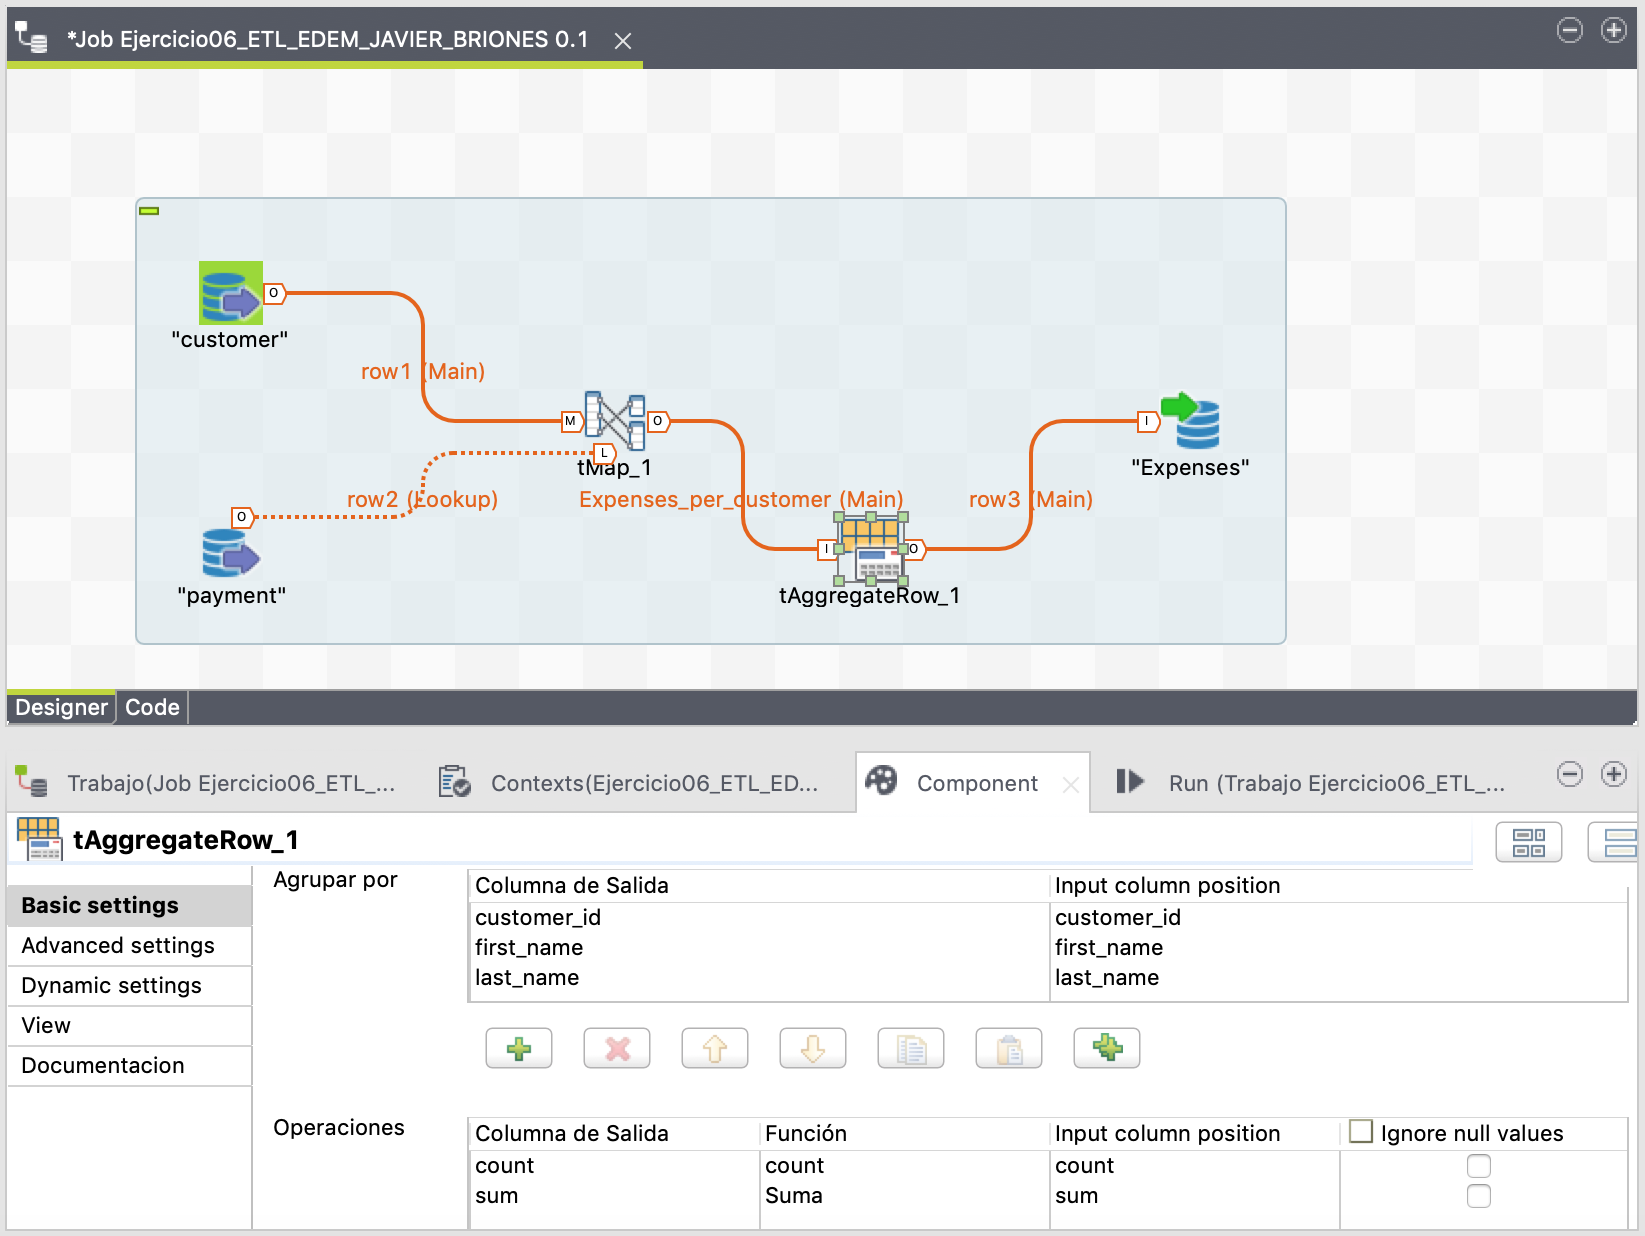 *Job Ejercicio06_ETL_EDEM_JAVIER_BRIONES 0.1
O
"customer"
row1 (Main)
M
O
L
tMap_1
I
"Expenses"
row2 (Lookup)
Expenses_per_customer (Main)
row3 (Main)
O
"payment"
I
O
tAggregateRow_1
Designer
Code
Trabajo(Job Ejercicio06_ETL_...
Contexts(Ejercicio06_ETL_ED...
Component
Run (Trabajo Ejercicio06_ETL_...
tAggregateRow_1
Basic settings
Advanced settings
Dynamic settings
View
Documentacion
Agrupar por
Columna de Salida
Input column position
customer_id
customer_id
first_name
first_name
last_name
last_name
Operaciones
Columna de Salida
Función
Input column position
Ignore null values
count
count
count
sum
Suma
sum